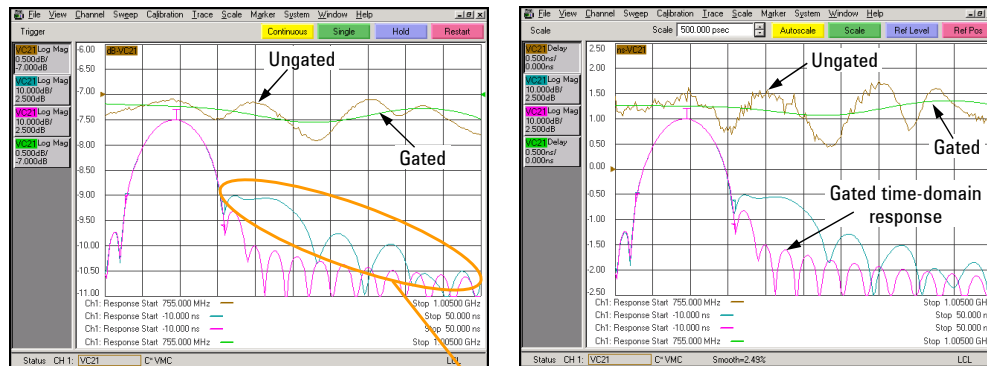 File View Channel Sweep Calibration Trace Scale Marker System Window Help
Trigger Continuous Single Hold Restart
VC21 Log Mag
0.500dB/
-7.000dB
VC21 Log Mag
10.000dB/
2.500dB
VC21 Log Mag
10.000dB/
2.500dB
VC21 Log Mag
0.500dB/
-7.000dB
-6.00 dB-VC21
-6.50
-7.00
-7.50
-8.00
-8.50
-9.00
-9.50
-10.00
-10.50
-11.00
Ungated
Gated
Ch1: Response Start 755.000 MHz Stop 1.00500 GHz
Ch1: Response Start -10.000 ns Stop 50.000 ns
Ch1: Response Start -10.000 ns Stop 50.000 ns
Ch1: Response Start 755.000 MHz Stop 1.00500 GHz
Status CH 1: VC21 C* VMC LCL
File View Channel Sweep Calibration Trace Scale Marker System Window Help
Scale Scale 500.000 psec Autoscale Scale Ref Level Ref Pos
VC21 Delay
0.500ns/
0.000ns
VC21 Log Mag
10.000dB/
2.500dB
VC21 Log Mag
10.000dB/
2.500dB
VC21 Delay
0.500ns/
0.000ns
2.50 ns-VC21
2.00
1.50
1.00
0.50
0.00
-0.50
-1.00
-1.50
-2.00
-2.50
Ungated
Gated
Gated time-domain
response
Ch1: Response Start 755.000 MHz Stop 1.00500 GHz
Ch1: Response Start -10.000 ns Stop 50.000 ns
Ch1: Response Start -10.000 ns Stop 50.000 ns
Ch1: Response Start 755.000 MHz Stop 1.00500 GHz
Status CH 1: VC21 C* VMC Smooth=2.49% LCL